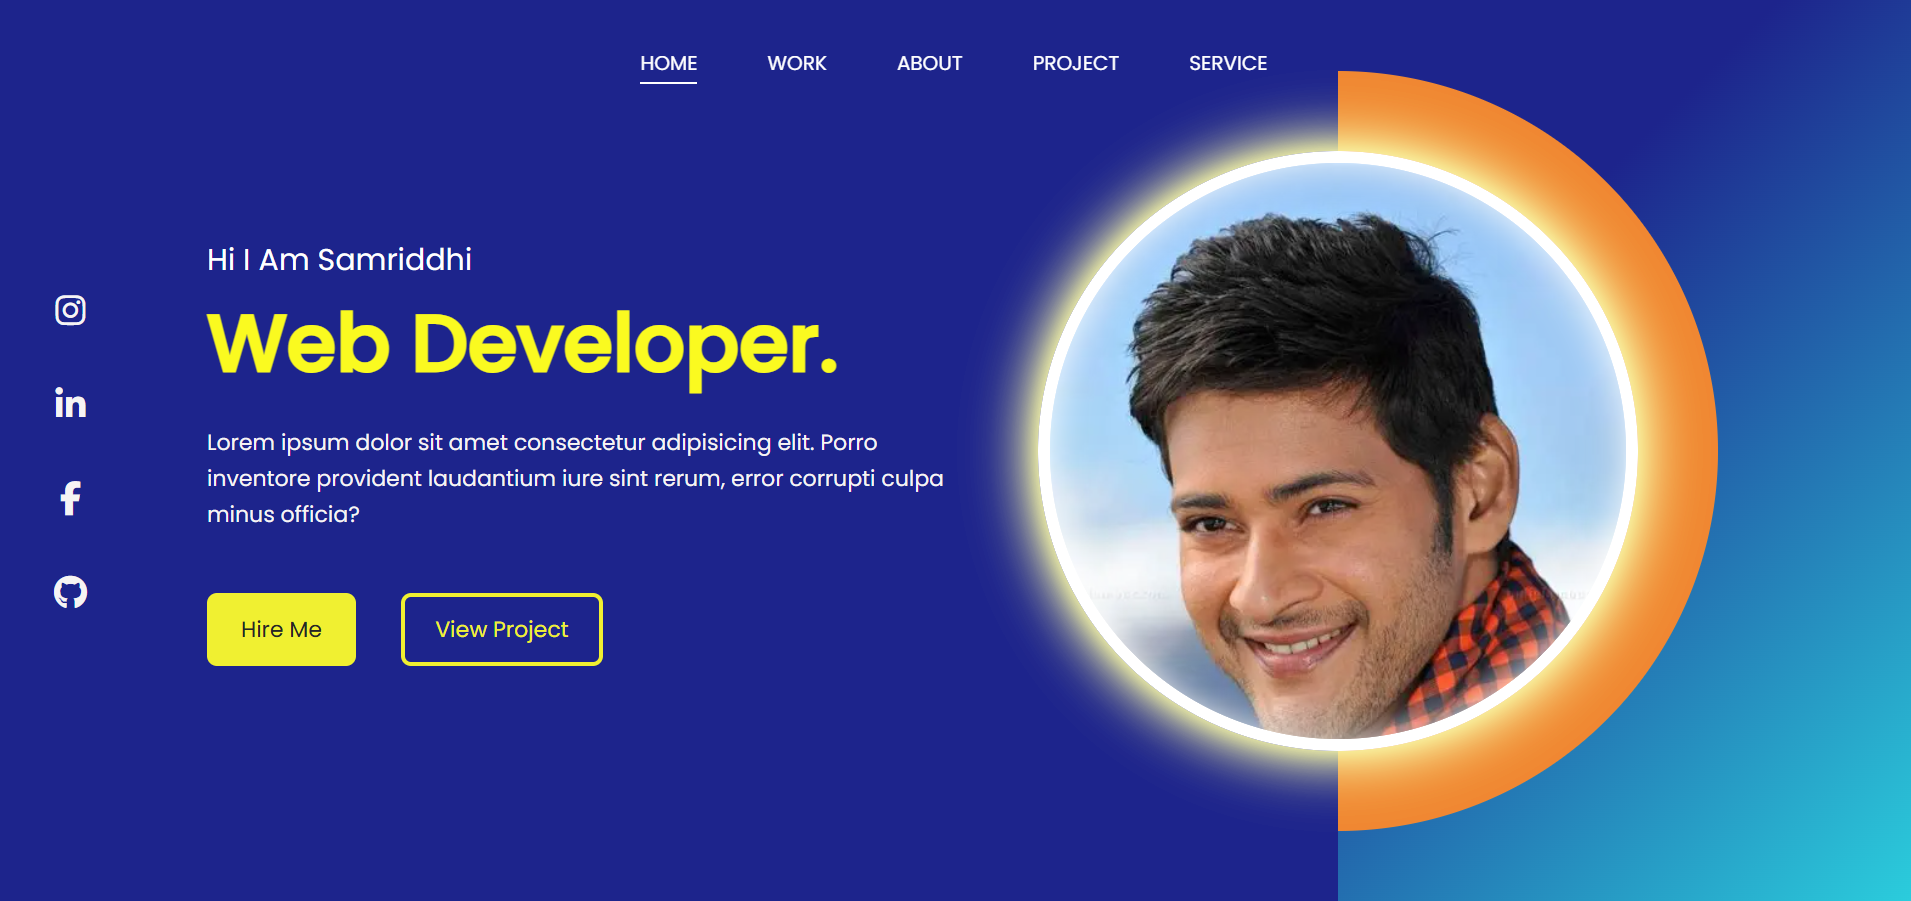 HOME WORK ABOUT PROJECT SERVICE
Hi I Am Samriddhi
Web Developer.
Lorem ipsum dolor sit amet consectetur adipisicing elit. Porro
inventore provident laudantium iure sint rerum, error corrupti culpa
minus officia?
Hire Me View Project